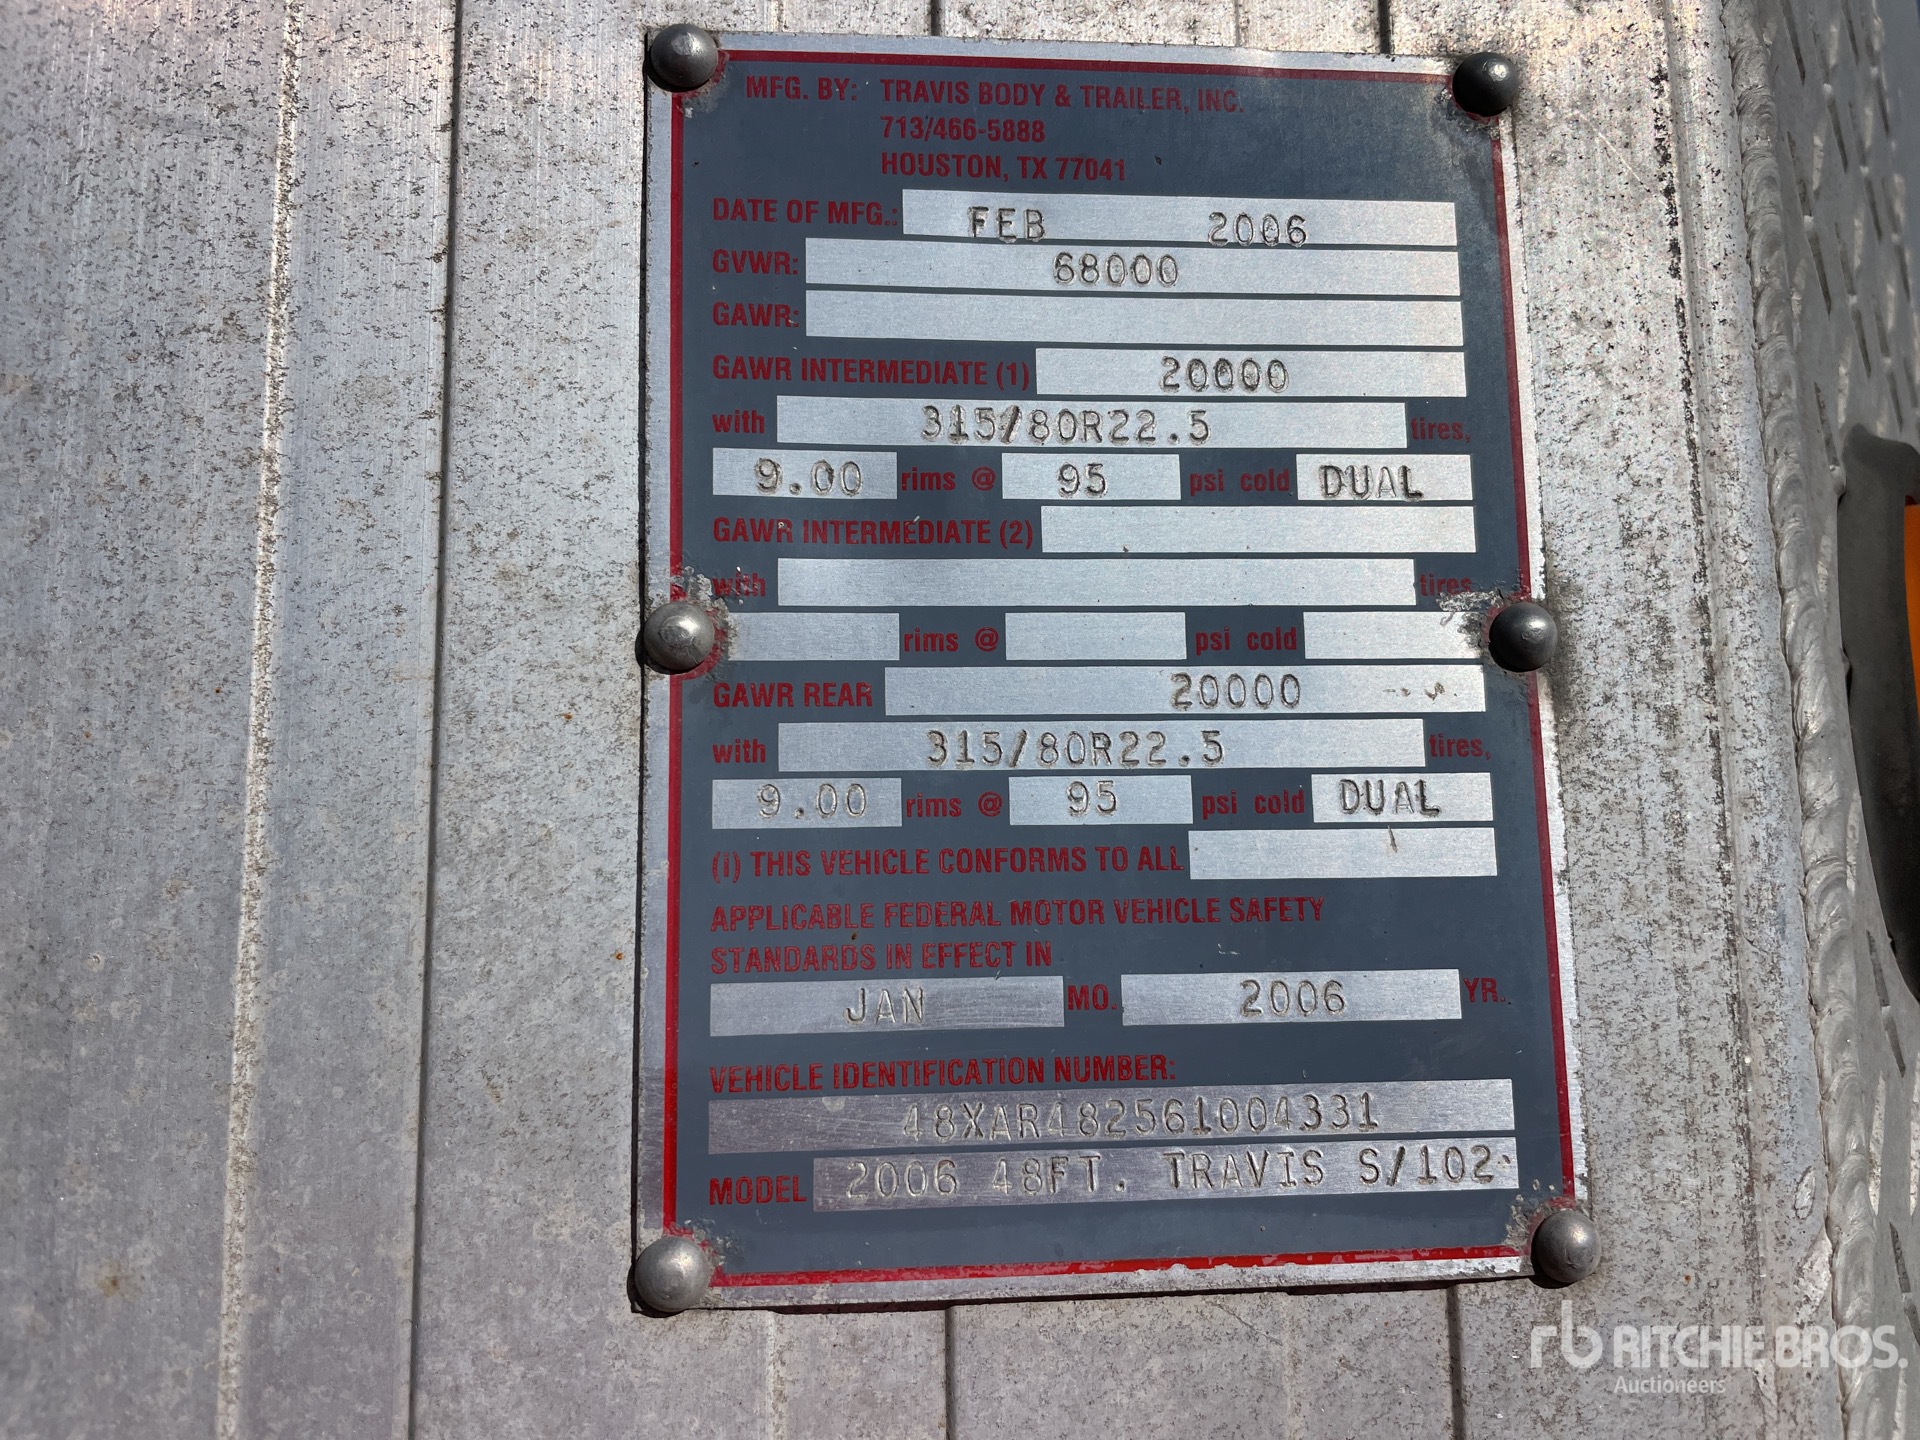 MFG. BY: TRAVIS BODY & TRAILER, INC.
713/466-5888
HOUSTON, TX 77041
DATE OF MFG.: FEB 2006
GVWR: 68000
GAWR:
GAWR INTERMEDIATE (1) 20000
with 315/80R22.5 tires,
9.00 rims @ 95 psi cold DUAL
GAWR INTERMEDIATE (2)
with tires
rims @ psi cold
GAWR REAR 20000
with 315/80R22.5 tires,
9.00 rims @ 95 psi cold DUAL
(I) THIS VEHICLE CONFORMS TO ALL
APPLICABLE FEDERAL MOTOR VEHICLE SAFETY
STANDARDS IN EFFECT IN
JAN MO. 2006 YR.
VEHICLE IDENTIFICATION NUMBER:
48XAR482561004331
MODEL 2006 48FT. TRAVIS S/102
rb RITCHIE BROS.
Auctioneers